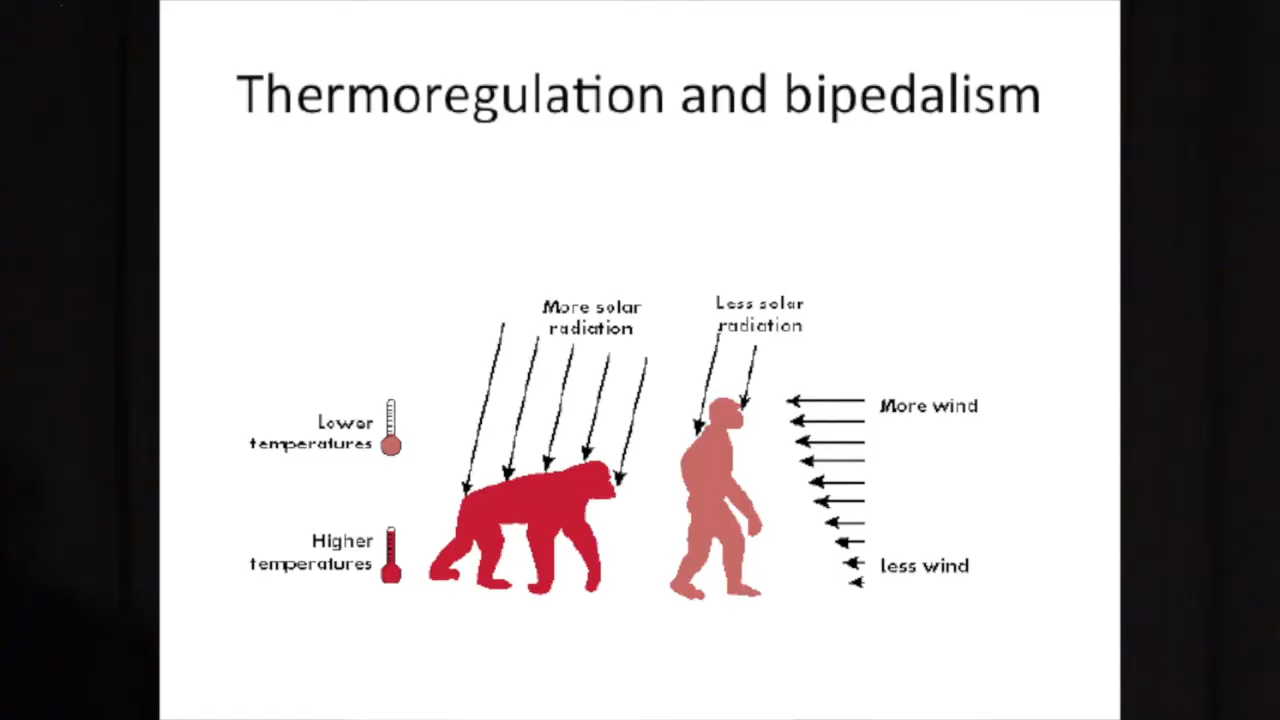 Thermoregulation and bipedalism
More solar
radiation
Less solar
radiation
Lower
temperatures
More wind
Higher
temperatures
less wind